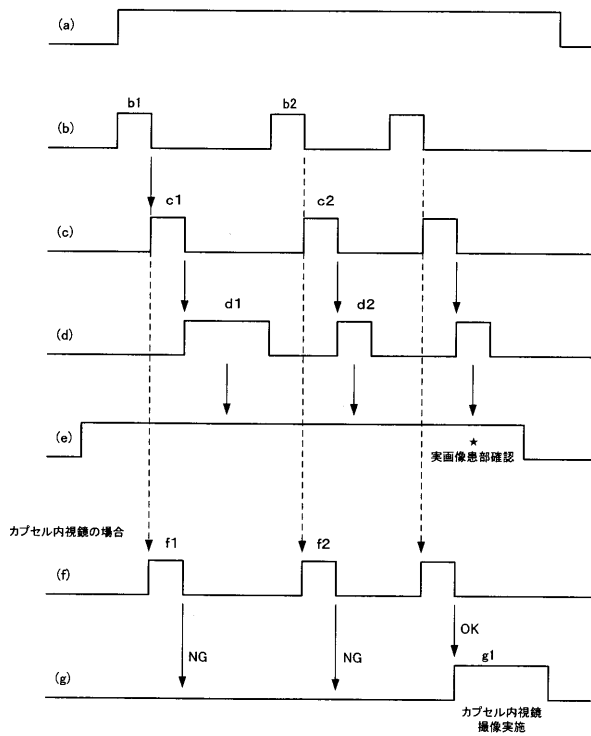 (a)
b1
b2
(b)
c1
c2
(c)
d1
d2
(d)
(e)
★
実画像患部確認
カプセル内視鏡の場合
f1
f2
(f)
NG
NG
OK
g1
(g)
カプセル内視鏡
撮像実施